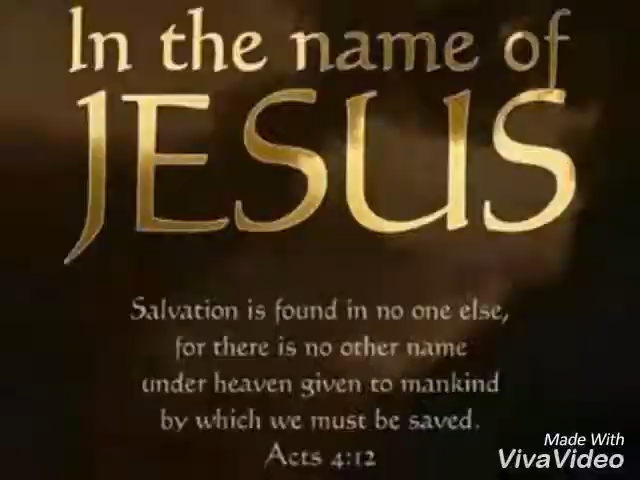 In the name of
JESUS
Salvation is found in no one else,
for there is no other name
under heaven given to mankind
by which we must be saved.
Acts 4:12
Made With
VivaVideo